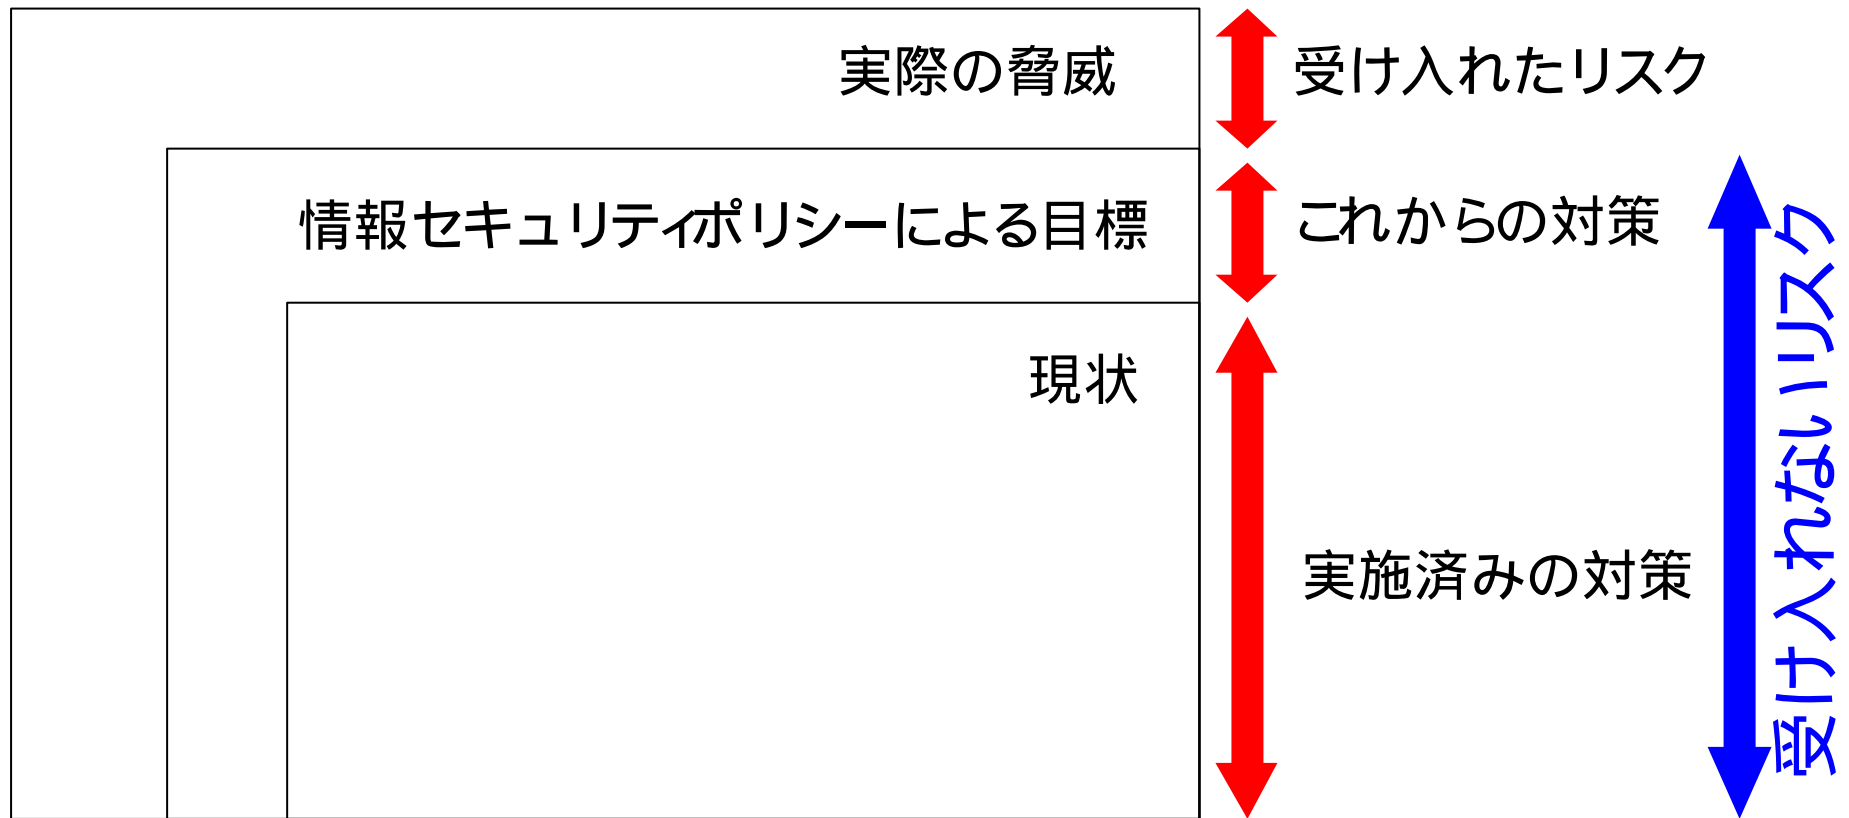 実際の脅威
受け入れたリスク
情報セキュリティポリシーによる目標
これからの対策
現状
実施済みの対策
受け入れないリスク